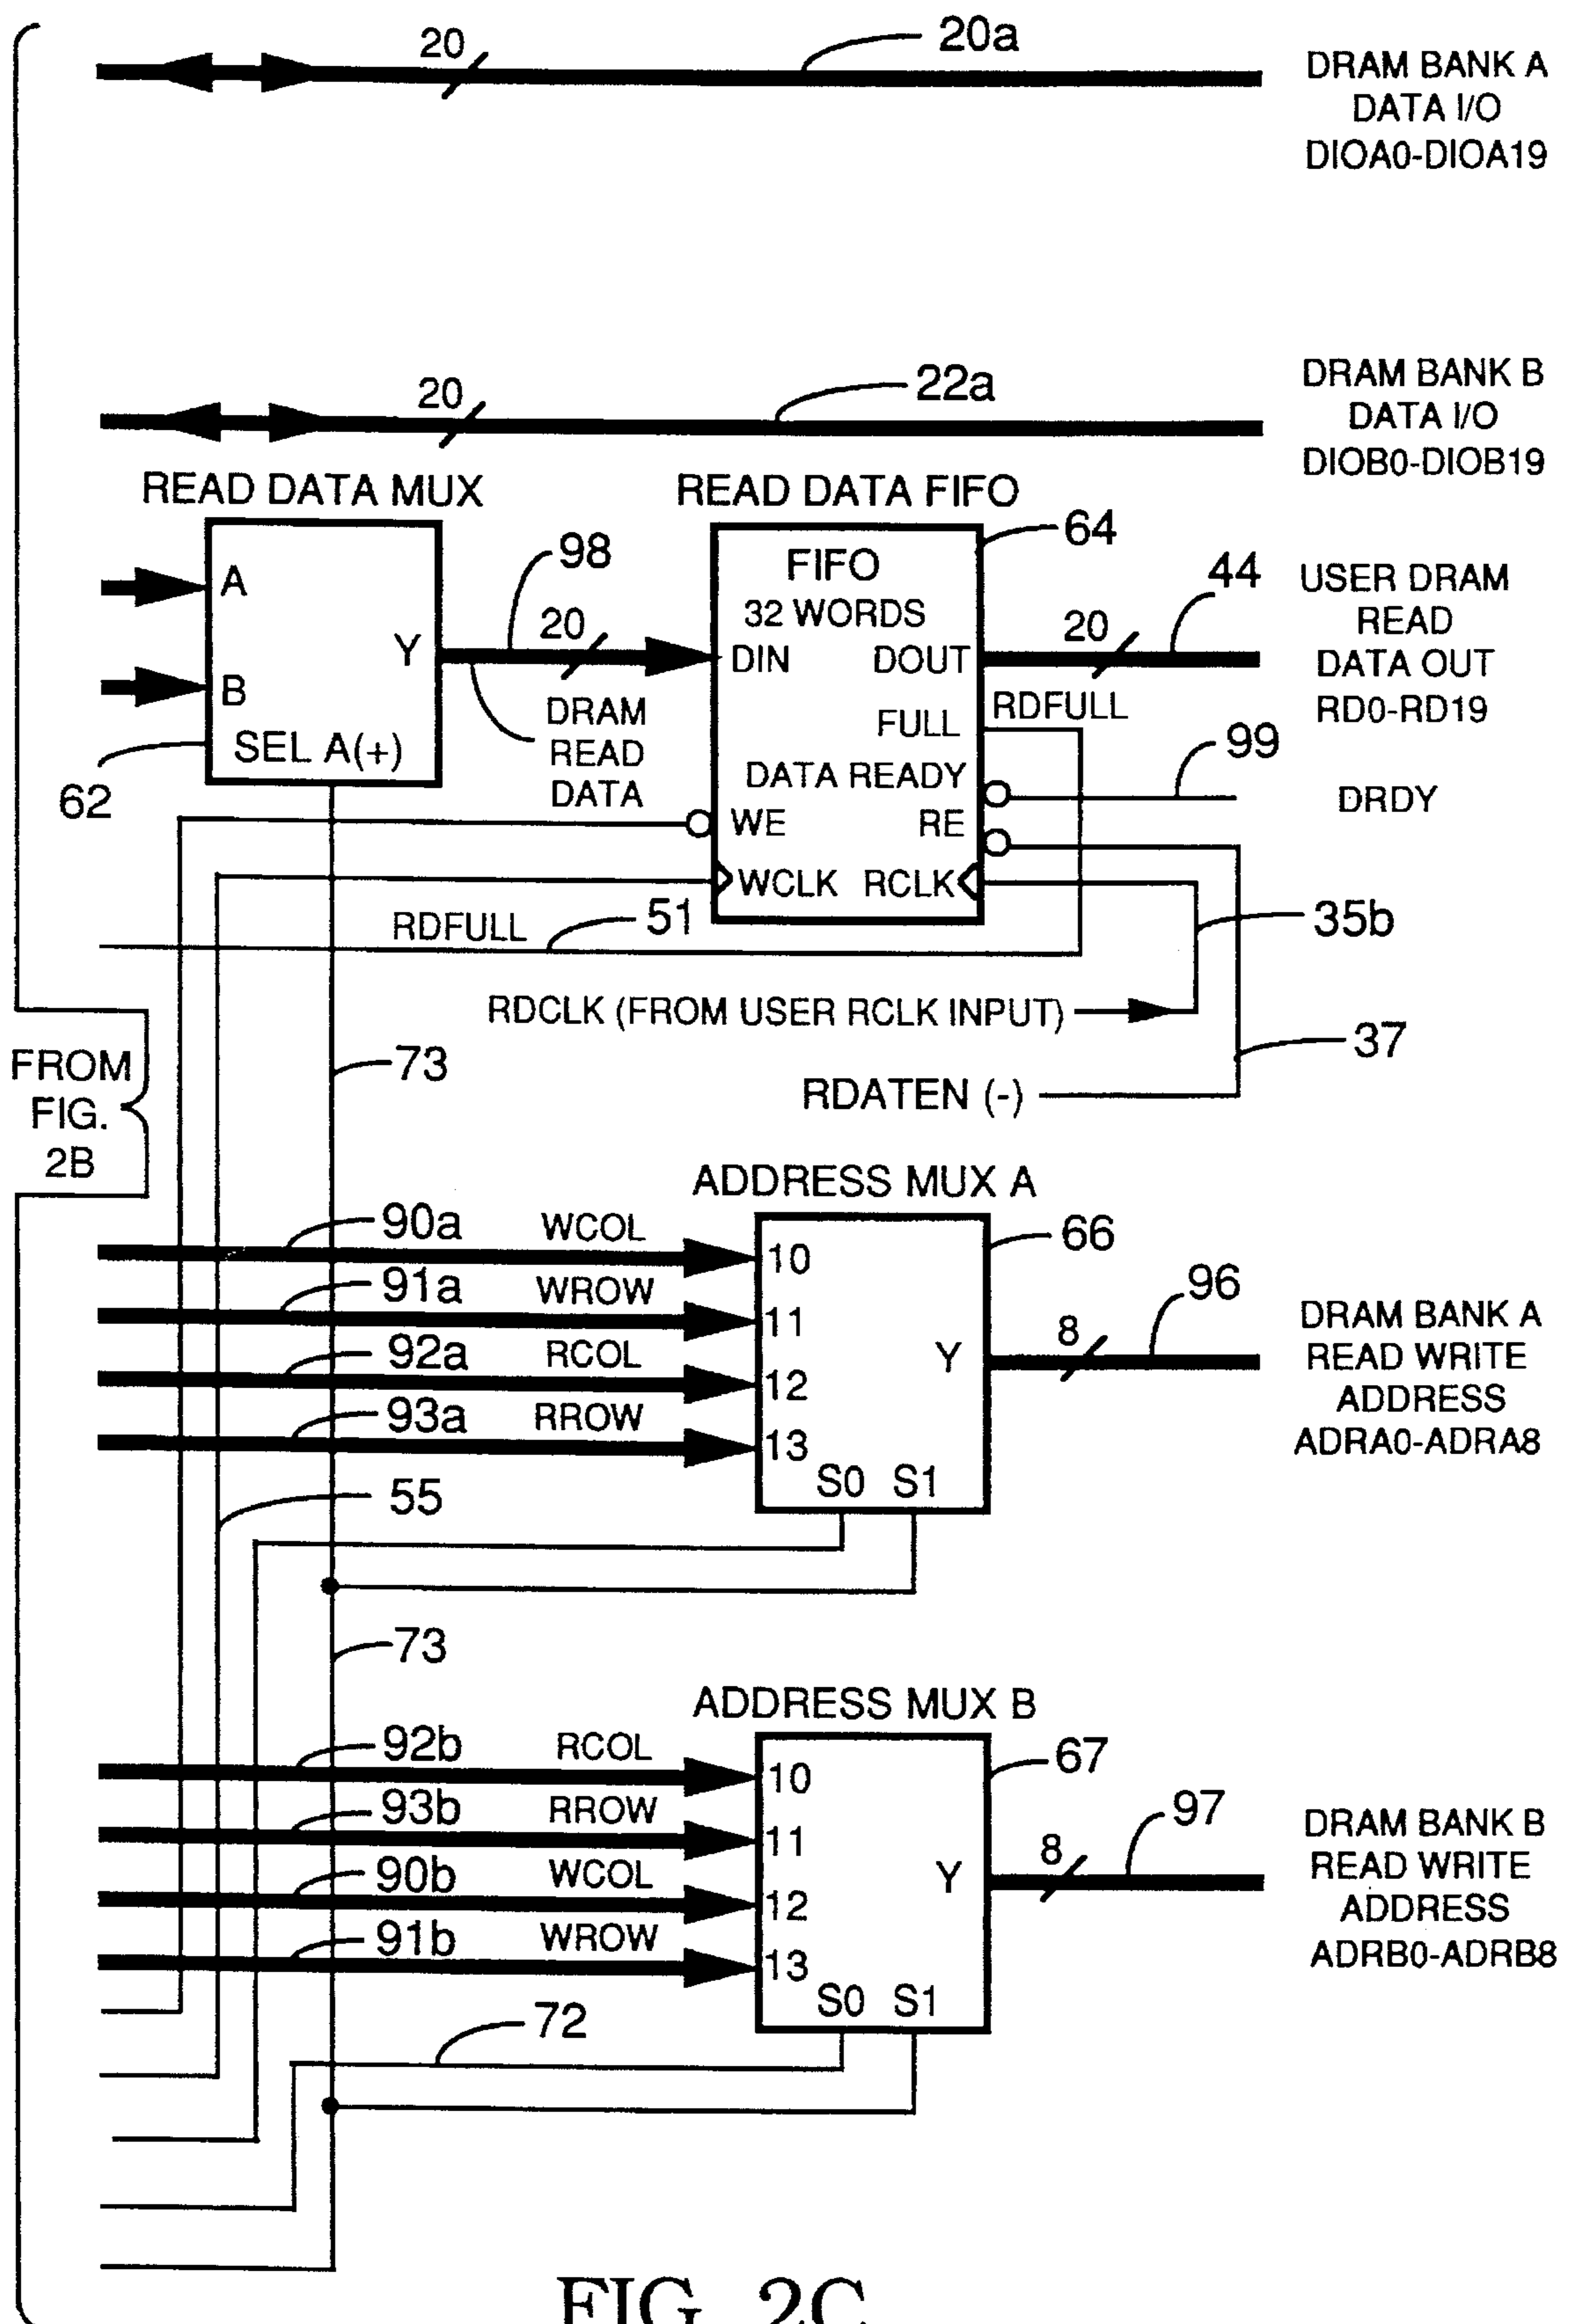 20
20a
DRAM BANK A
DATA I/O
DIOA0-DIOA19
20
22a
DRAM BANK B
DATA I/O
DIOB0-DIOB19
READ DATA MUX
A
B
Y
SEL A(+)
62
98
20
DRAM
READ
DATA
READ DATA FIFO
64
FIFO
32 WORDS
DIN DOUT
FULL
DATA READY
WE RE
WCLK RCLK
20
44
USER DRAM
READ
DATA OUT
RD0-RD19
RDFULL
99
DRDY
RDFULL
51
35b
RDCLK (FROM USER RCLK INPUT)
37
RDATEN (-)
FROM
FIG.
2B
73
ADDRESS MUX A
66
90a WCOL
91a WROW
92a RCOL
93a RROW
10
11
12
13
Y
S0 S1
8
96
DRAM BANK A
READ WRITE
ADDRESS
ADRA0-ADRA8
55
73
ADDRESS MUX B
67
92b RCOL
93b RROW
90b WCOL
91b WROW
10
11
12
13
Y
S0 S1
8
97
DRAM BANK B
READ WRITE
ADDRESS
ADRB0-ADRB8
72
FIG. 2C